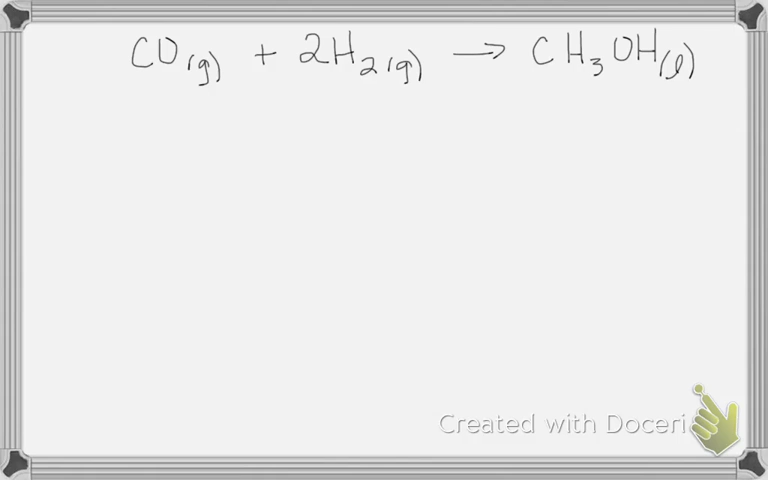 CO(g) + 2H2(g) → CH3OH(l)
Created with Doceri